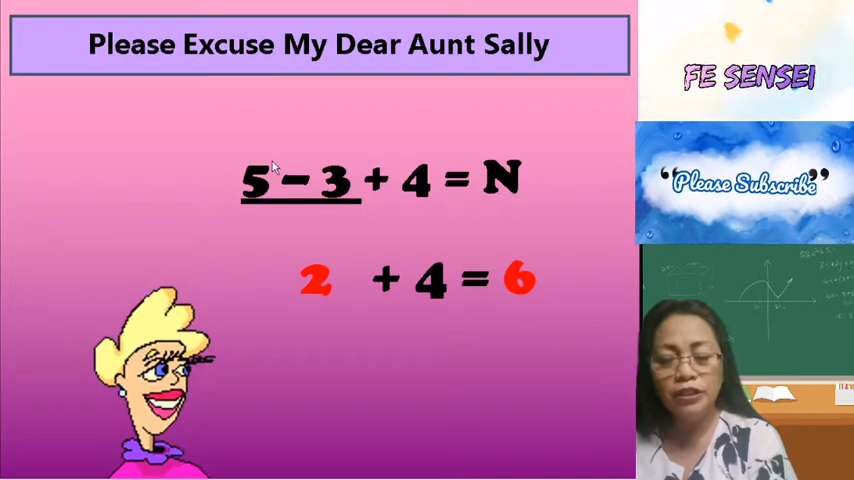 Please Excuse My Dear Aunt Sally
FE SENSEI
5 – 3 + 4 = N
"Please Subscribe"
2 + 4 = 6